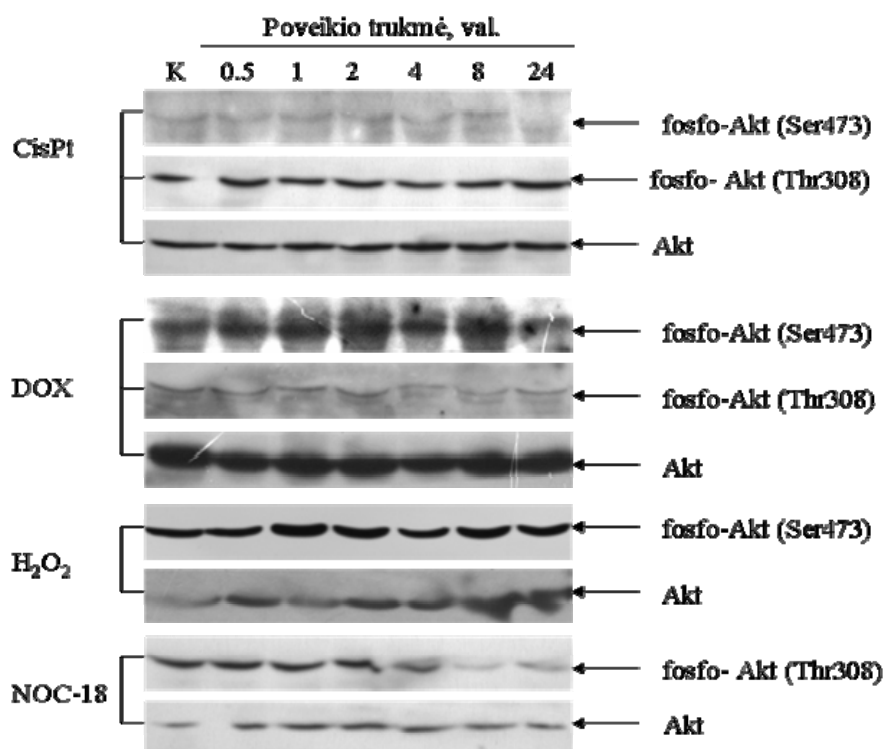 Poveikio trukmė, val.
K 0.5 1 2 4 8 24
CisPt
fosfo-Akt (Ser473)
fosfo- Akt (Thr308)
Akt
DOX
fosfo-Akt (Ser473)
fosfo-Akt (Thr308)
Akt
H₂O₂
fosfo-Akt (Ser473)
Akt
NOC-18
fosfo- Akt (Thr308)
Akt